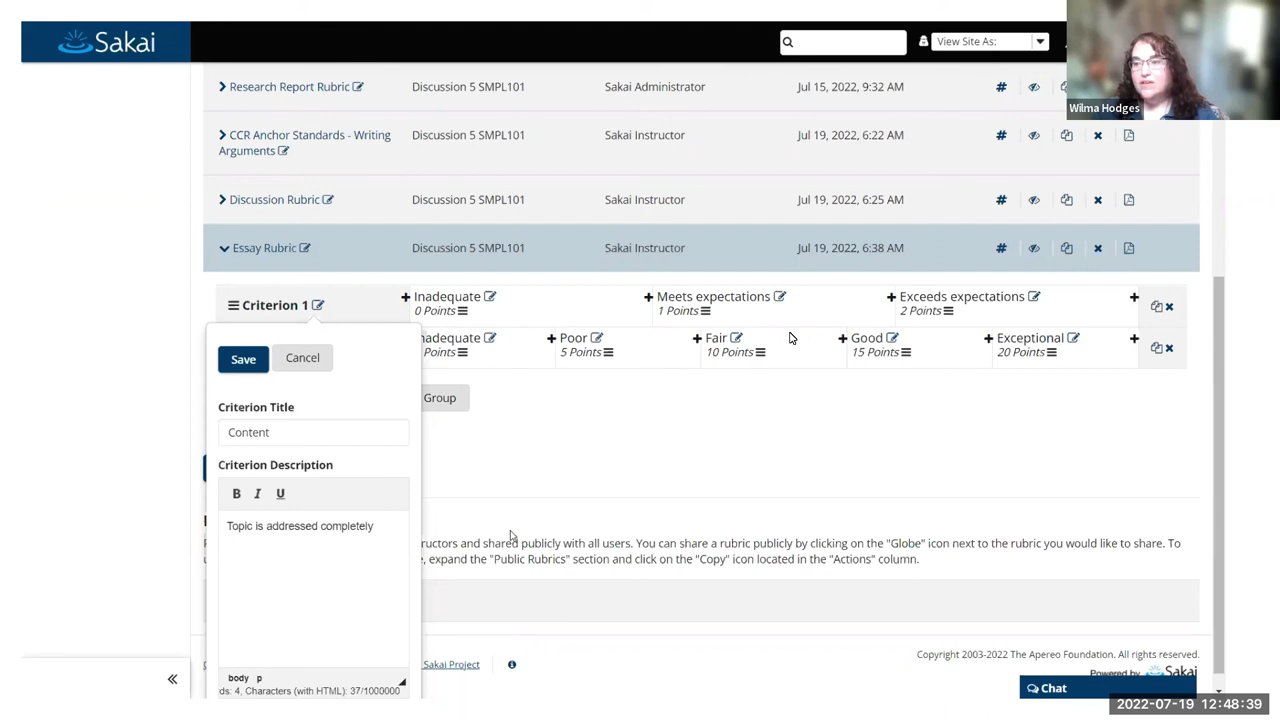 Sakai
View Site As:
Wilma Hodges
Research Report Rubric Discussion 5 SMPL101 Sakai Administrator Jul 15, 2022, 9:32 AM
CCR Anchor Standards - Writing Arguments Discussion 5 SMPL101 Sakai Instructor Jul 19, 2022, 6:22 AM
Discussion Rubric Discussion 5 SMPL101 Sakai Instructor Jul 19, 2022, 6:25 AM
Essay Rubric Discussion 5 SMPL101 Sakai Instructor Jul 19, 2022, 6:38 AM
Criterion 1
Inadequate Meets expectations Exceeds expectations
0 Points 1 Points 2 Points
nadequate Poor Fair Good Exceptional
Points 5 Points 10 Points 15 Points 20 Points
Save Cancel
Group
Criterion Title
Content
Criterion Description
B I U
Topic is addressed completely
ructors and shared publicly with all users. You can share a rubric publicly by clicking on the "Globe" icon next to the rubric you would like to share. To
, expand the "Public Rubrics" section and click on the "Copy" icon located in the "Actions" column.
Sakai Project
body p
ds: 4, Characters (with HTML): 37/1000000
Copyright 2003-2022 The Apereo Foundation. All rights reserved.
Powered by
Sakai
Chat
2022-07-19 12:48:39